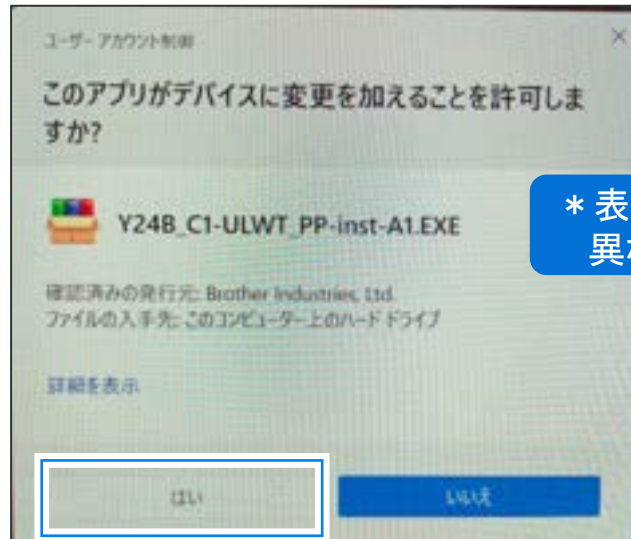 ユーザー アカウント制御
このアプリがデバイスに変更を加えることを許可しま
すか?
Y24B_C1-ULWT_PP-inst-A1.EXE
*表
異
確認済みの発行元: Brother Industries, Ltd.
ファイルの入手先: このコンピューター上のハード ドライブ
詳細を表示
はい
いいえ